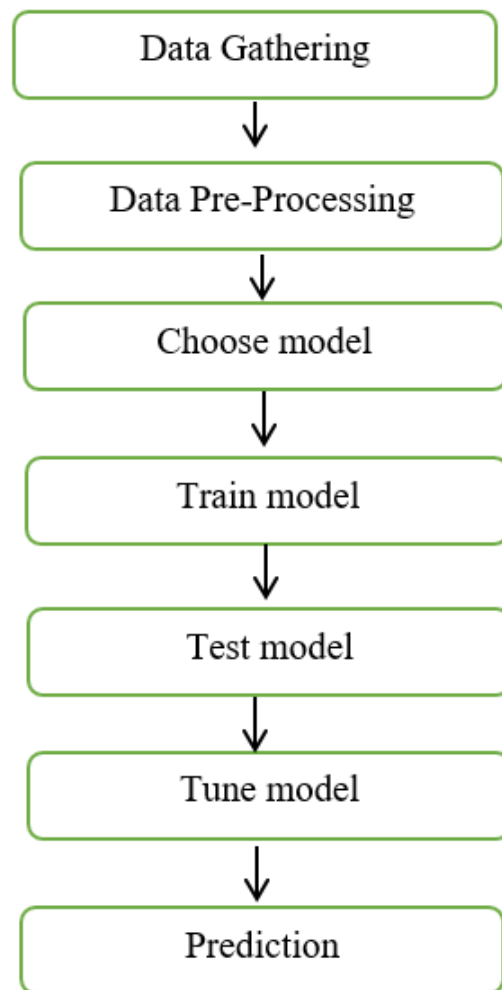 Data Gathering
Data Pre-Processing
Choose model
Train model
Test model
Tune model
Prediction